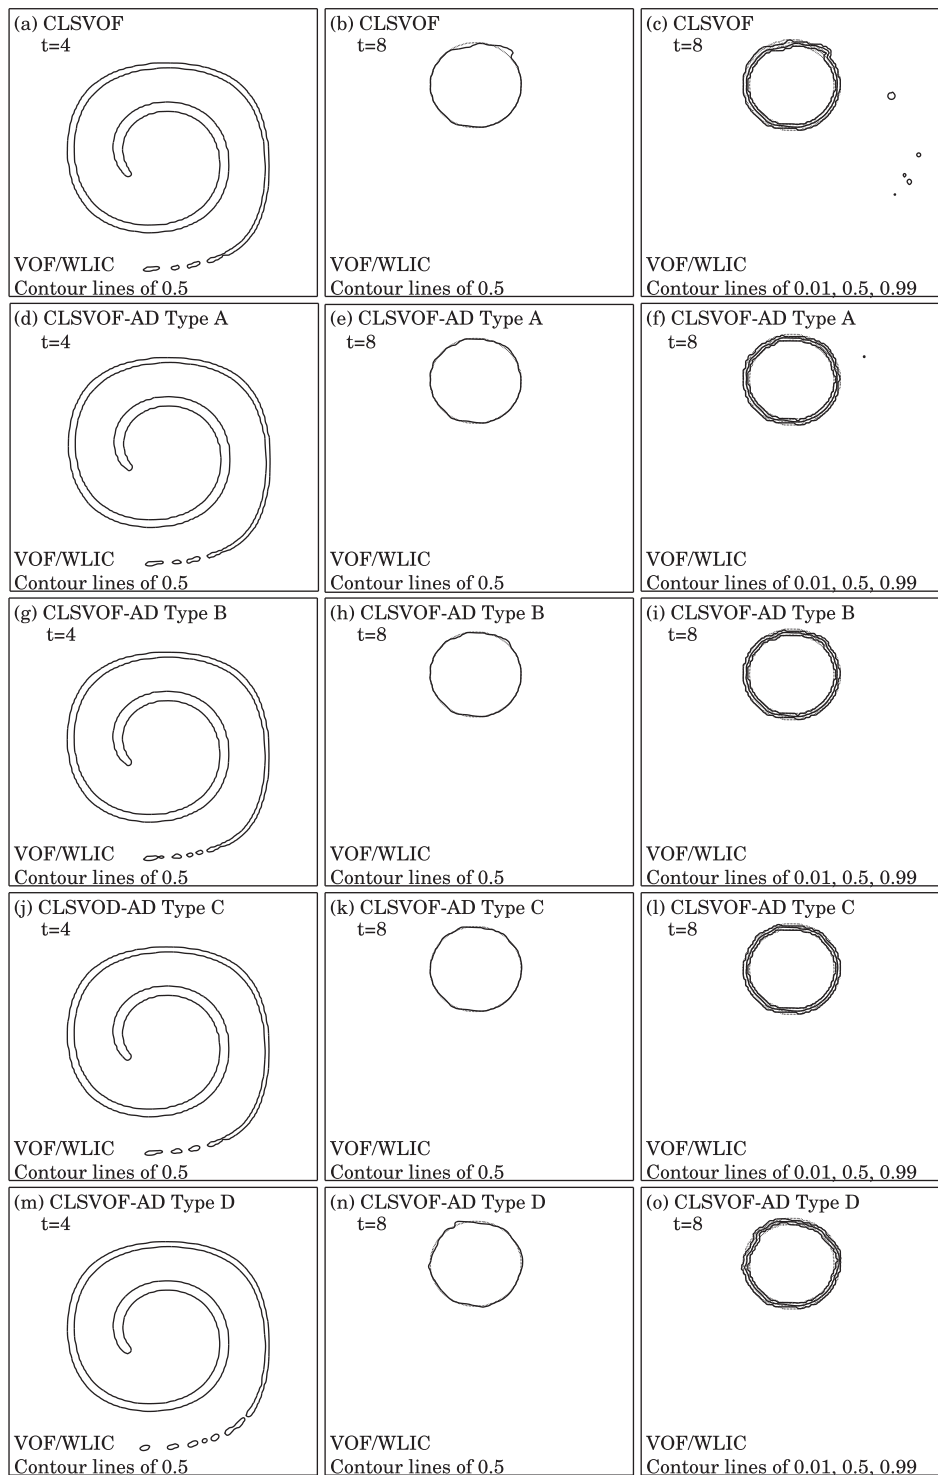 (a) CLSVOF
t=4
VOF/WLIC
Contour lines of 0.5
(b) CLSVOF
t=8
VOF/WLIC
Contour lines of 0.5
(c) CLSVOF
t=8
VOF/WLIC
Contour lines of 0.01, 0.5, 0.99
(d) CLSVOF-AD Type A
t=4
VOF/WLIC
Contour lines of 0.5
(e) CLSVOF-AD Type A
t=8
VOF/WLIC
Contour lines of 0.5
(f) CLSVOF-AD Type A
t=8
VOF/WLIC
Contour lines of 0.01, 0.5, 0.99
(g) CLSVOF-AD Type B
t=4
VOF/WLIC
Contour lines of 0.5
(h) CLSVOF-AD Type B
t=8
VOF/WLIC
Contour lines of 0.5
(i) CLSVOF-AD Type B
t=8
VOF/WLIC
Contour lines of 0.01, 0.5, 0.99
(j) CLSVOD-AD Type C
t=4
VOF/WLIC
Contour lines of 0.5
(k) CLSVOF-AD Type C
t=8
VOF/WLIC
Contour lines of 0.5
(l) CLSVOF-AD Type C
t=8
VOF/WLIC
Contour lines of 0.01, 0.5, 0.99
(m) CLSVOF-AD Type D
t=4
VOF/WLIC
Contour lines of 0.5
(n) CLSVOF-AD Type D
t=8
VOF/WLIC
Contour lines of 0.5
(o) CLSVOF-AD Type D
t=8
VOF/WLIC
Contour lines of 0.01, 0.5, 0.99